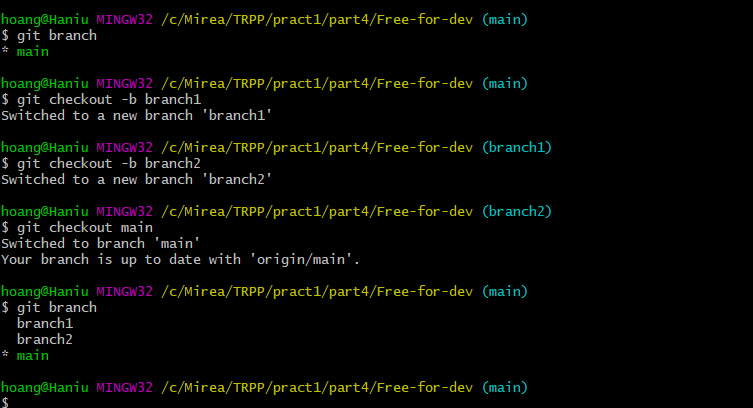 hoang@Haniu MINGW32 /c/Mirea/TRPP/pract1/part4/Free-for-dev (main)
$ git branch
* main
hoang@Haniu MINGW32 /c/Mirea/TRPP/pract1/part4/Free-for-dev (main)
$ git checkout -b branch1
Switched to a new branch 'branch1'
hoang@Haniu MINGW32 /c/Mirea/TRPP/pract1/part4/Free-for-dev (branch1)
$ git checkout -b branch2
Switched to a new branch 'branch2'
hoang@Haniu MINGW32 /c/Mirea/TRPP/pract1/part4/Free-for-dev (branch2)
$ git checkout main
Switched to branch 'main'
Your branch is up to date with 'origin/main'.
hoang@Haniu MINGW32 /c/Mirea/TRPP/pract1/part4/Free-for-dev (main)
$ git branch
  branch1
  branch2
* main
hoang@Haniu MINGW32 /c/Mirea/TRPP/pract1/part4/Free-for-dev (main)
$